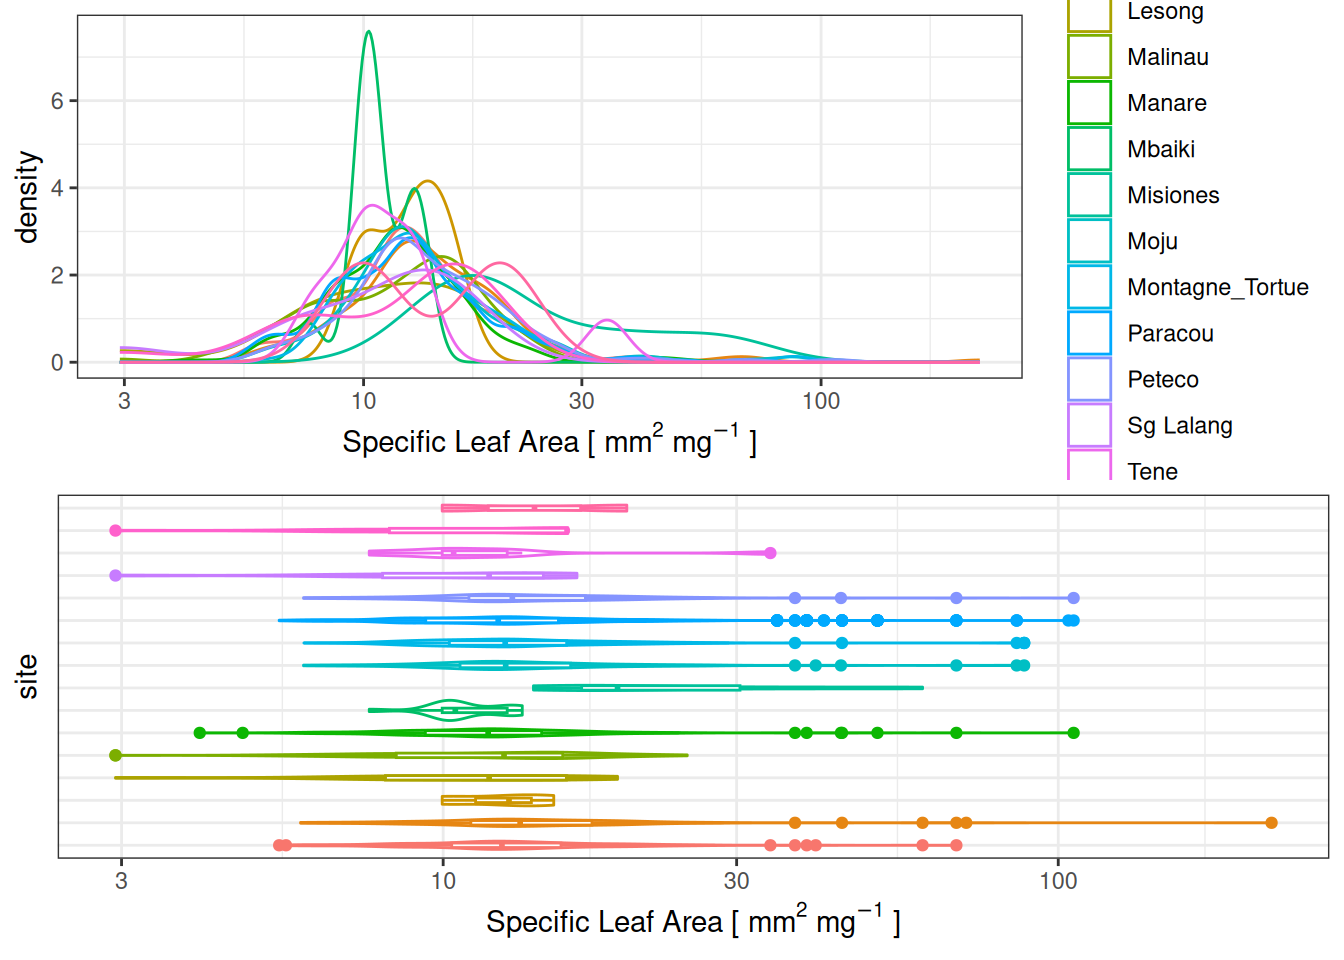 Lesong
Malinau
Manare
Mbaiki
Misiones
Moju
Montagne_Tortue
Paracou
Peteco
Sg Lalang
Tene
density
6
4
2
0
3 10 30 100
Specific Leaf Area [ mm² mg⁻¹ ]
site
3 10 30 100
Specific Leaf Area [ mm² mg⁻¹ ]